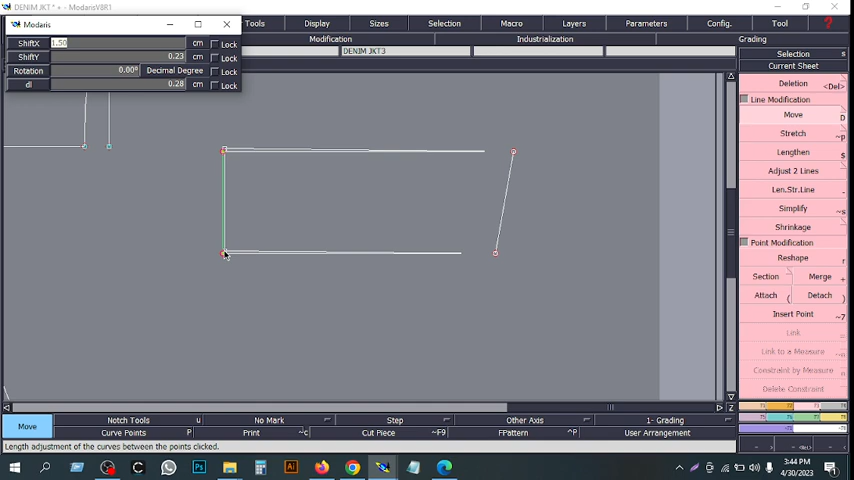 DENIM JKT * - ModarisV8R1
Modaris
Tools Display Sizes Selection Macro Layers Parameters Config. Tool ?
Modification Industrialization Grading
DENIM JKT3
ShiftX 1.50 cm Lock
ShiftY 0.23 cm Lock
Rotation 0.00º Decimal Degree Lock
dl 0.28 cm Lock
Selection s
Current Sheet
Deletion <Del>
Line Modification
Move D
Stretch ~p
Lengthen $
Adjust 2 Lines
Len.Str.Line -
Simplify ~s
Shrinkage
Point Modification
Reshape r
Section Merge +
Attach ( Detach )
Insert Point ~7
Link
Link to a Measure
Constraint by Measure
Delete Constraint
Z
Move
Notch Tools u No Mark Step Other Axis 1- Grading
Curve Points P Print ~c Cut Piece ~F9 FPattern User Arrangement
Length adjustment of the curves between the points clicked.
3:44 PM
4/30/2023